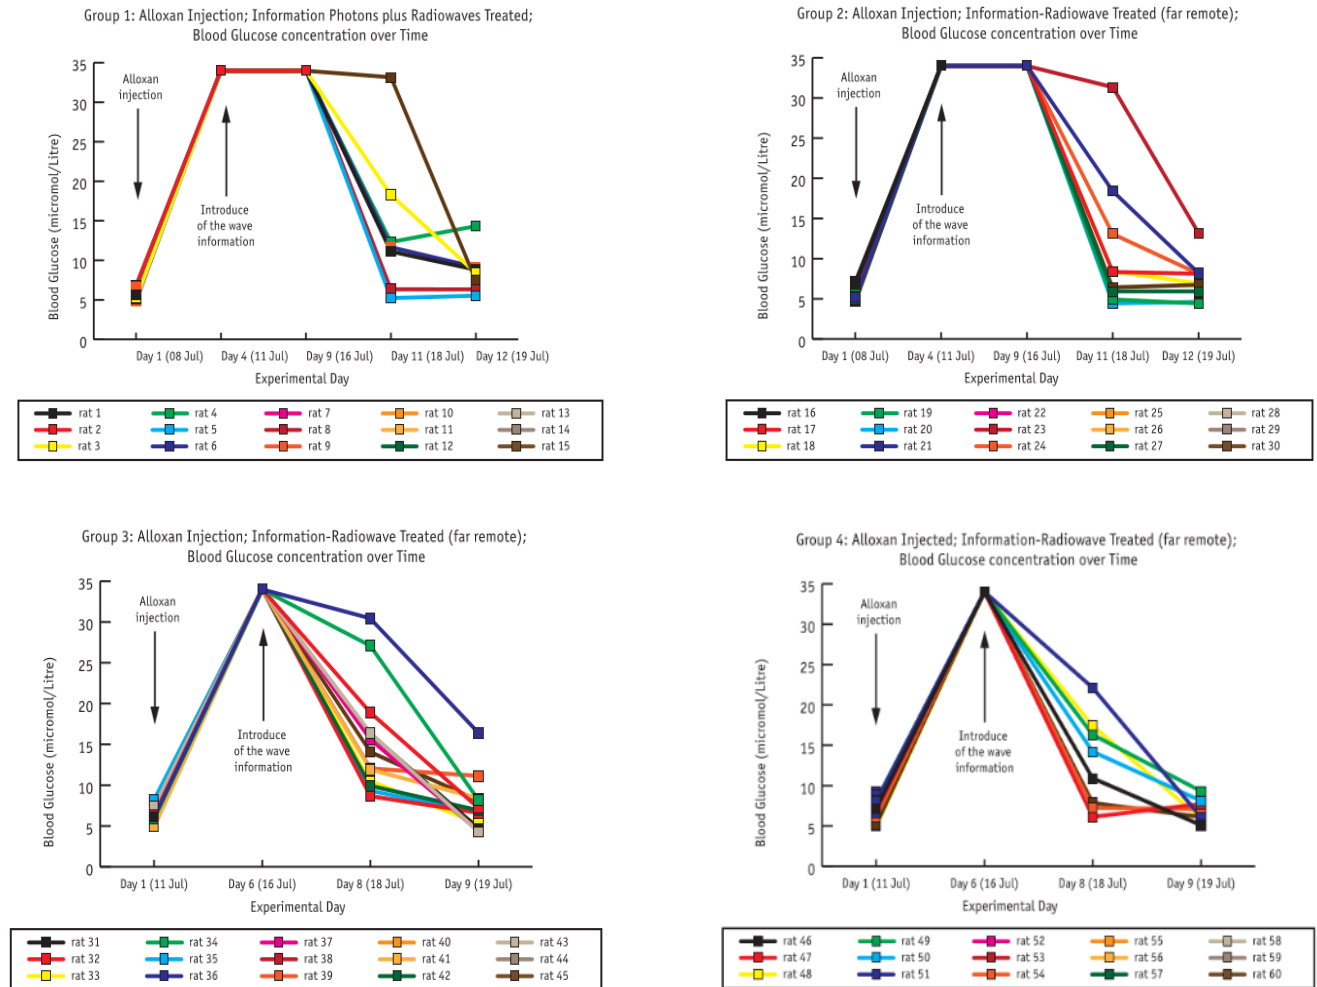 Group 1: Alloxan Injection; Information Photons plus Radiowaves Treated;
Blood Glucose concentration over Time
Blood Glucose (micromol/Litre)
35
30
25
20
15
10
5
0
Alloxan
injection
Introduce
of the wave
information
Day 1 (08 Jul) Day 4 (11 Jul) Day 9 (16 Jul) Day 11 (18 Jul) Day 12 (19 Jul)
Experimental Day
rat 1 rat 4 rat 7 rat 10 rat 13
rat 2 rat 5 rat 8 rat 11 rat 14
rat 3 rat 6 rat 9 rat 12 rat 15
Group 2: Alloxan Injection; Information-Radiowave Treated (far remote);
Blood Glucose concentration over Time
Blood Glucose (micromol/Litre)
35
30
25
20
15
10
5
0
Alloxan
injection
Introduce
of the wave
information
Day 1 (08 Jul) Day 4 (11 Jul) Day 9 (16 Jul) Day 11 (18 Jul) Day 12 (19 Jul)
Experimental Day
rat 16 rat 19 rat 22 rat 25 rat 28
rat 17 rat 20 rat 23 rat 26 rat 29
rat 18 rat 21 rat 24 rat 27 rat 30
Group 3: Alloxan Injection; Information-Radiowave Treated (far remote);
Blood Glucose concentration over Time
Blood Glucose (micromol/Litre)
35
30
25
20
15
10
5
0
Alloxan
injection
Introduce
of the wave
information
Day 1 (11 Jul) Day 6 (16 Jul) Day 8 (18 Jul) Day 9 (19 Jul)
Experimental Day
rat 31 rat 34 rat 37 rat 40 rat 43
rat 32 rat 35 rat 38 rat 41 rat 44
rat 33 rat 36 rat 39 rat 42 rat 45
Group 4: Alloxan Injected; Information-Radiowave Treated (far remote);
Blood Glucose concentration over Time
Blood Glucose (micromol/Litre)
35
30
25
20
15
10
5
0
Alloxan
injection
Introduce
of the wave
information
Day 1 (11 Jul) Day 6 (16 Jul) Day 8 (18 Jul) Day 9 (19 Jul)
Experimental Day
rat 46 rat 49 rat 52 rat 55 rat 58
rat 47 rat 50 rat 53 rat 56 rat 59
rat 48 rat 51 rat 54 rat 57 rat 60